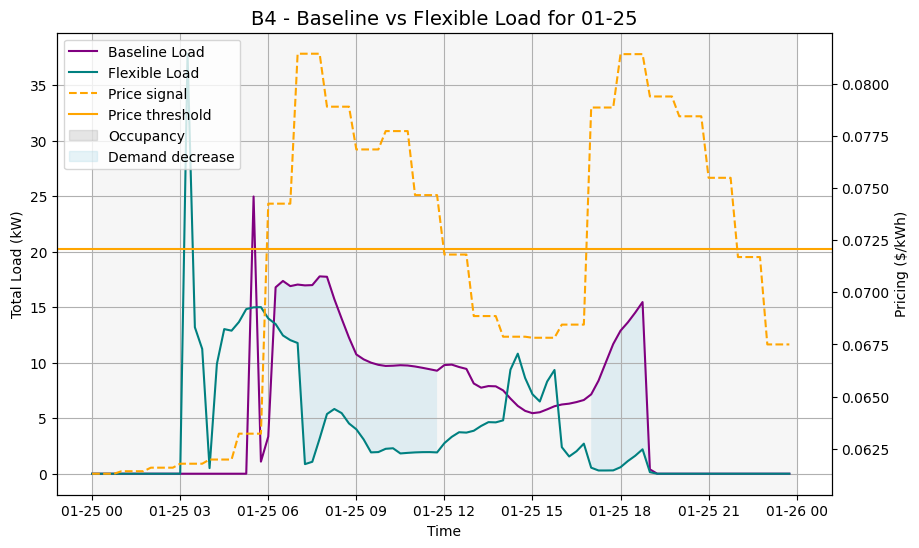 B4 - Baseline vs Flexible Load for 01-25
Baseline Load
Flexible Load
Price signal
Price threshold
Occupancy
Demand decrease
Total Load (kW)
35
30
25
20
15
10
5
0
0.0800
0.0775
0.0750
0.0725
0.0700
0.0675
0.0650
0.0625
Pricing ($/kWh)
01-25 00
01-25 03
01-25 06
01-25 09
01-25 12
01-25 15
01-25 18
01-25 21
01-26 00
Time